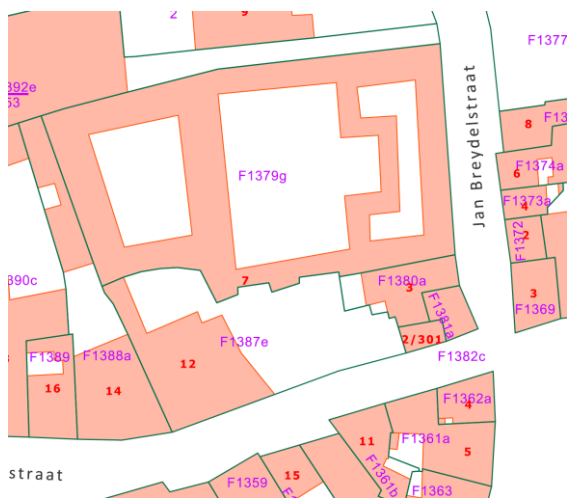 2
9
F1377
392e
53
8
F13
F1374a
6
F1373a
4
F1379g
Jan Breydelstraat
2
F1372
390c
F1380a
7
3
3
F1369
F1381a
2/301
F1387e
F1382c
F1389
F1388a
12
16
14
F1362a
4
11
F1361a
5
straat
F1359
15
F1361b
F1363